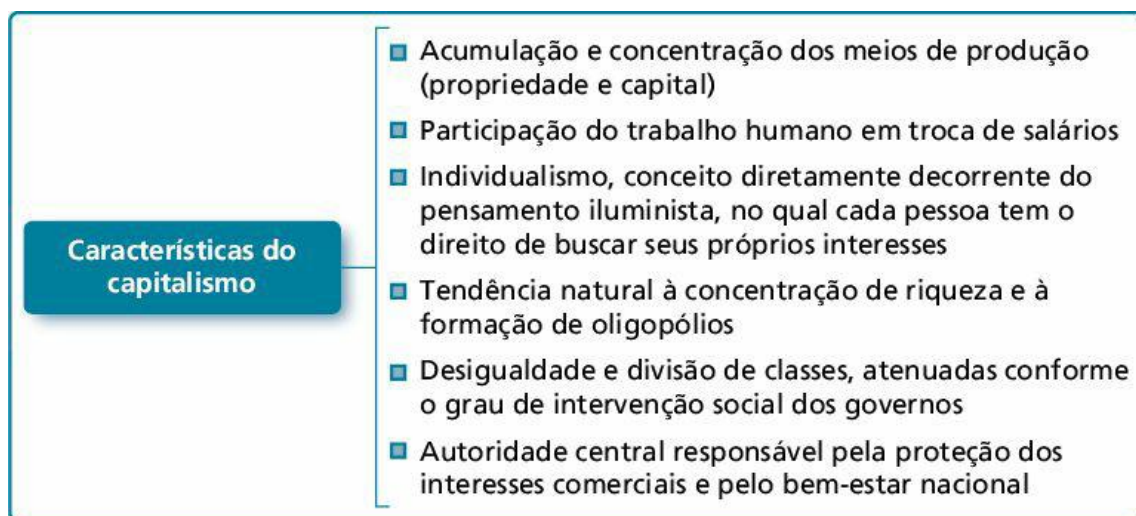 Características do
capitalismo
Acumulação e concentração dos meios de produção
(propriedade e capital)
Participação do trabalho humano em troca de salários
Individualismo, conceito diretamente decorrente do
pensamento iluminista, no qual cada pessoa tem o
direito de buscar seus próprios interesses
Tendência natural à concentração de riqueza e à
formação de oligopólios
Desigualdade e divisão de classes, atenuadas conforme
o grau de intervenção social dos governos
Autoridade central responsável pela proteção dos
interesses comerciais e pelo bem-estar nacional